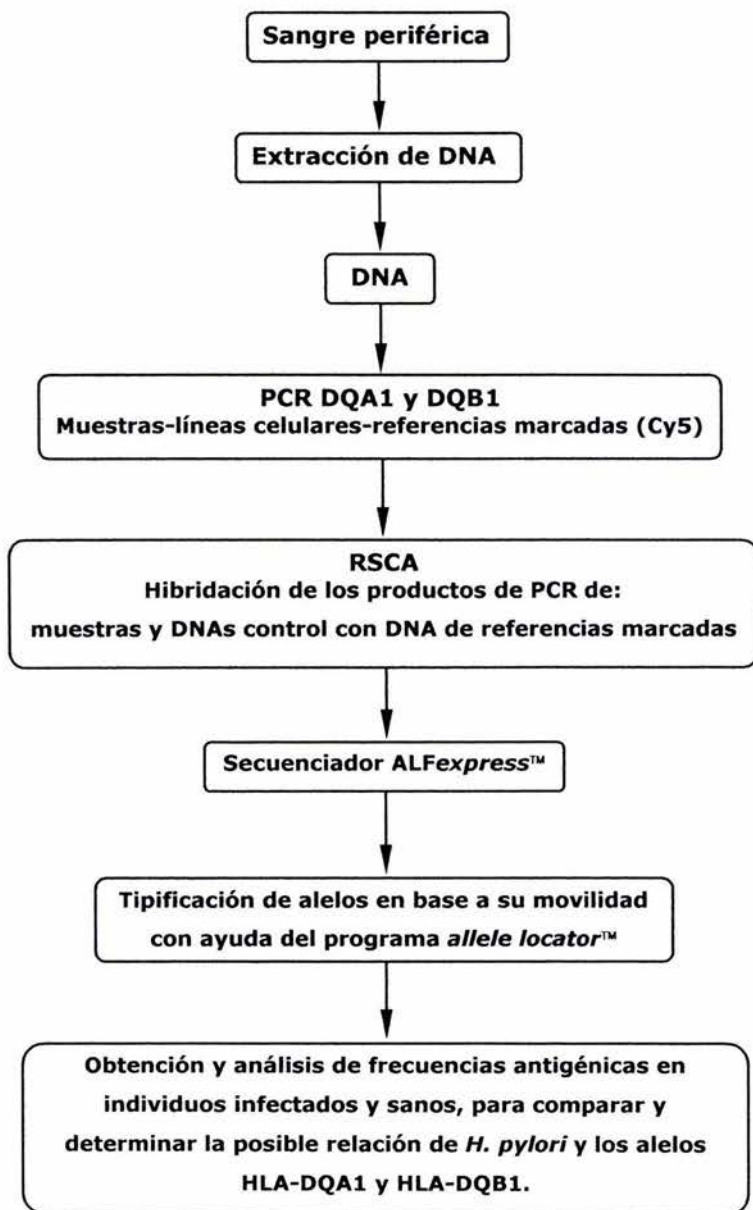 Sangre periférica
Extracción de DNA
DNA
PCR DQA1 y DQB1
Muestras-líneas celulares-referencias marcadas (Cy5)
RSCA
Hibridación de los productos de PCR de:
muestras y DNAs control con DNA de referencias marcadas
Secuenciador ALFexpress™
Tipificación de alelos en base a su movilidad
con ayuda del programa allele locator™
Obtención y análisis de frecuencias antigénicas en
individuos infectados y sanos, para comparar y
determinar la posible relación de H. pylori y los alelos
HLA-DQA1 y HLA-DQB1.